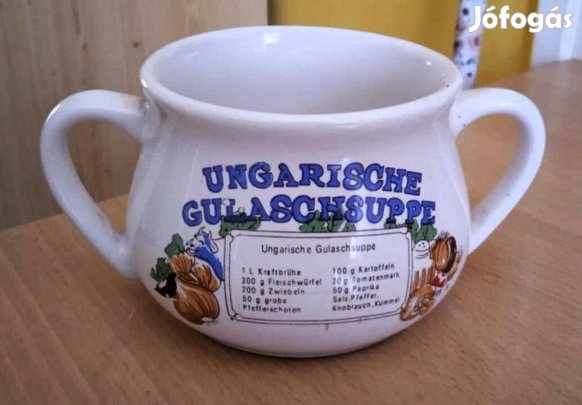 Jófogás
UNGARISCHE
GULASCHSUPPE
Ungarische Gulaschsuppe
1 L Kraftbrühe
300 g Fleischwürfel
200 g Zwiebeln
50 g grobe
Pfefferschoten
100 g Kartoffeln
20 g Tomatenmark
50 g Paprika
Salz, Pfeffer,
Knoblauch, Kümmel